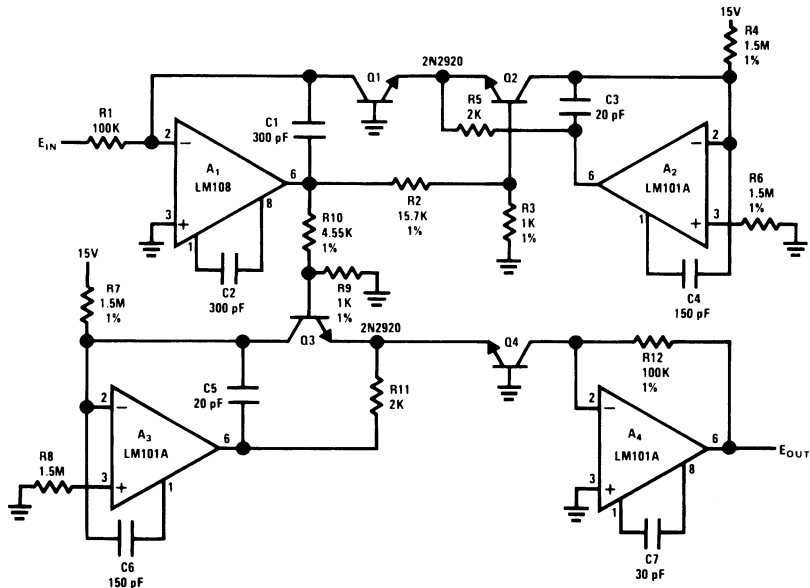 15V
R4
1.5M
1%
Q1
2N2920
Q2
R5
2K
C3
20 pF
R1
100K
EIN
C1
300 pF
2
−
A1
LM108
6
8
3
+
1
C2
300 pF
R2
15.7K
1%
R3
1K
1%
6
A2
LM101A
2
−
3
+
1
R6
1.5M
1%
C4
150 pF
R10
4.55K
1%
R9
1K
1%
15V
R7
1.5M
1%
Q3
2N2920
Q4
R12
100K
1%
C5
20 pF
R11
2K
2
−
A3
LM101A
6
R8
1.5M
3
+
1
C6
150 pF
2
−
A4
LM101A
6
EOUT
8
3
+
1
C7
30 pF